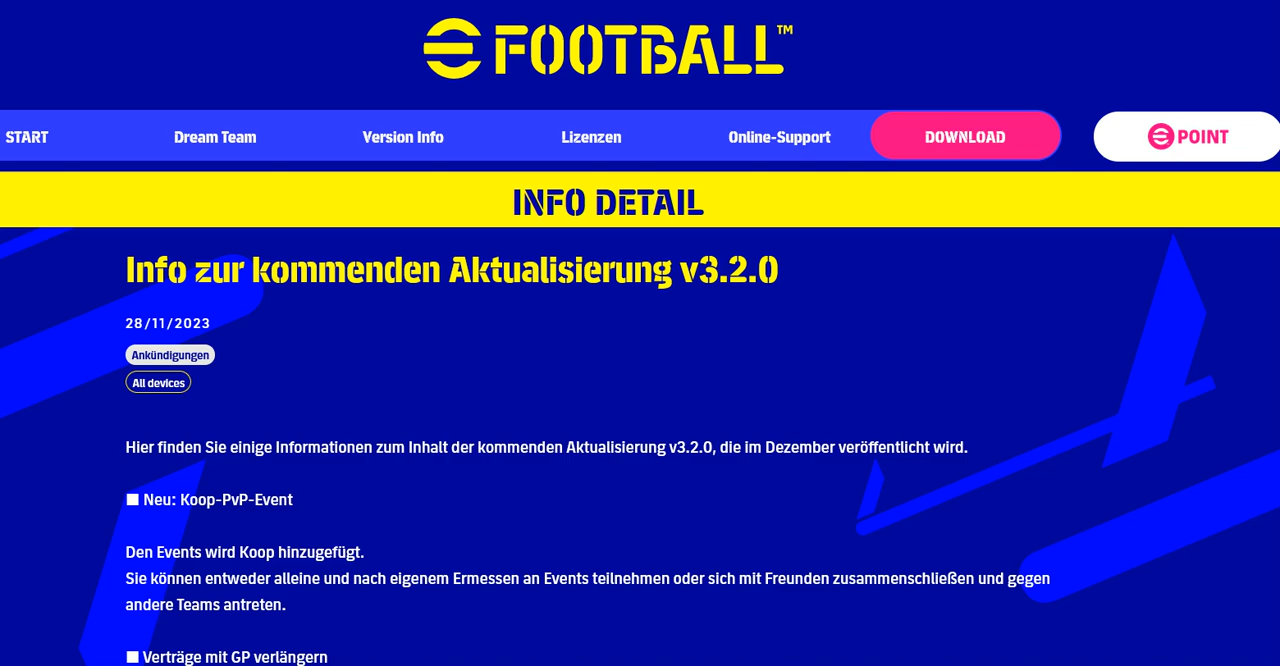 FOOTBALL™
START Dream Team Version Info Lizenzen Online-Support DOWNLOAD POINT
INFO DETAIL
Info zur kommenden Aktualisierung v3.2.0
28/11/2023
Ankündigungen
All devices
Hier finden Sie einige Informationen zum Inhalt der kommenden Aktualisierung v3.2.0, die im Dezember veröffentlicht wird.
■ Neu: Koop-PvP-Event
Den Events wird Koop hinzugefügt.
Sie können entweder alleine und nach eigenem Ermessen an Events teilnehmen oder sich mit Freunden zusammenschließen und gegen
andere Teams antreten.
■ Verträge mit GP verlängern